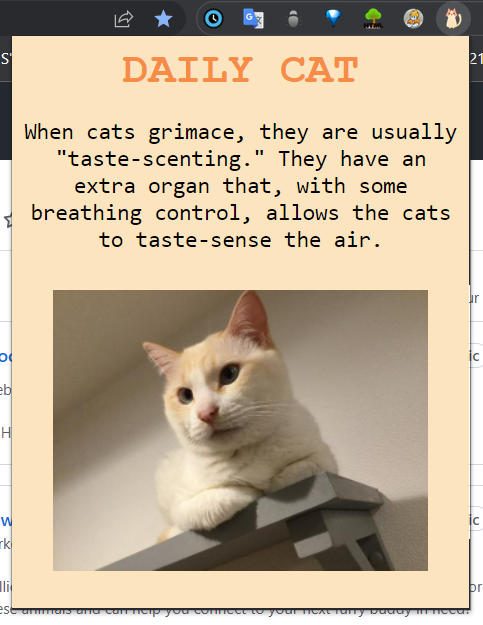 DAILY CAT
When cats grimace, they are usually
"taste-scenting." They have an
extra organ that, with some
breathing control, allows the cats
to taste-sense the air.